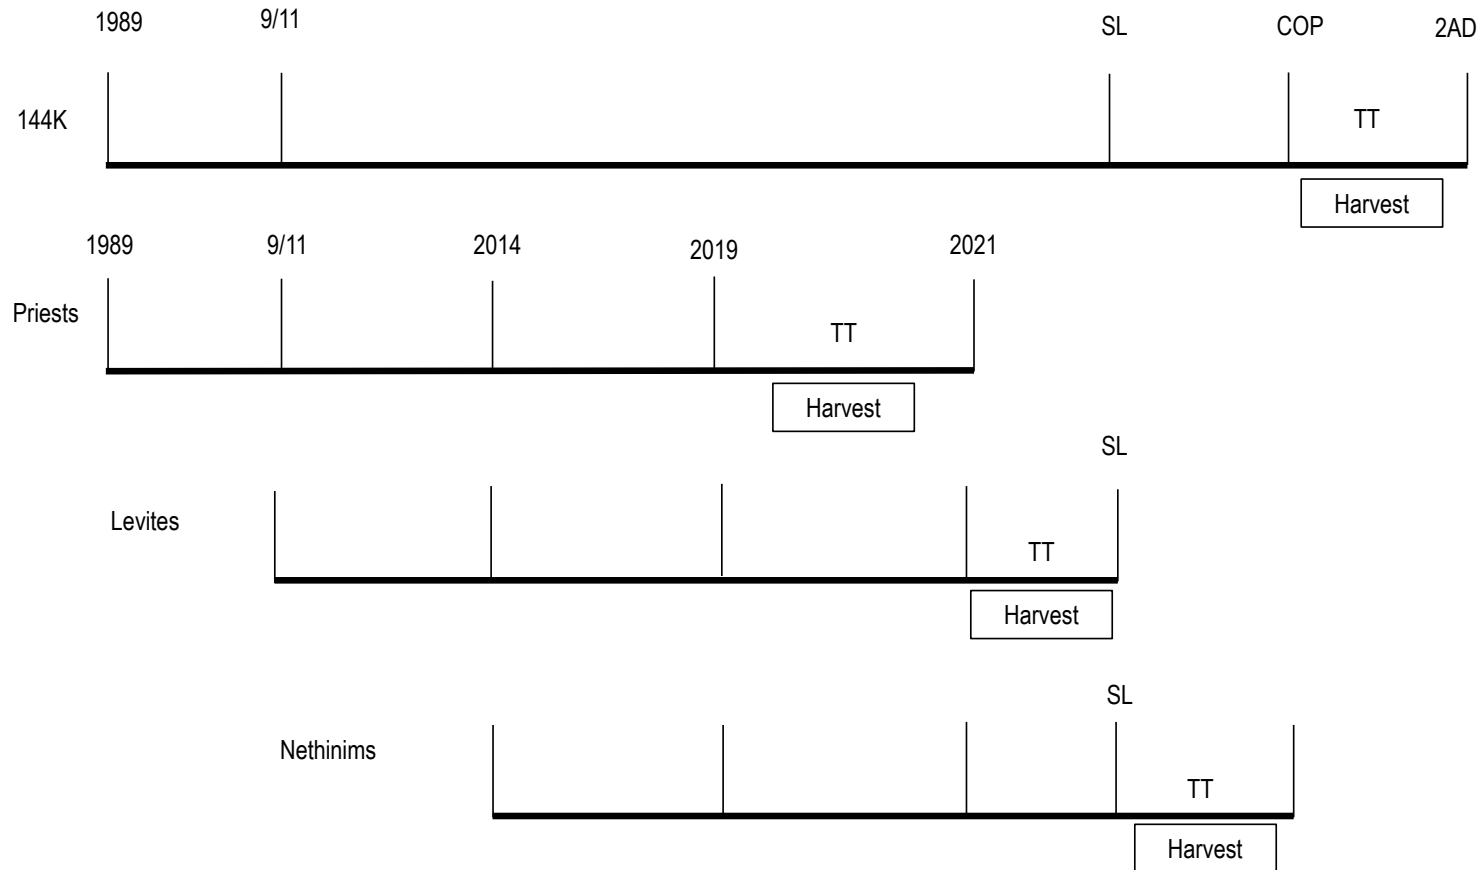 1989 9/11 SL COP 2AD
144K TT
Harvest
1989 9/11 2014 2019 2021
Priests TT
Harvest
SL
Levites TT
Harvest
SL
Nethinims TT
Harvest